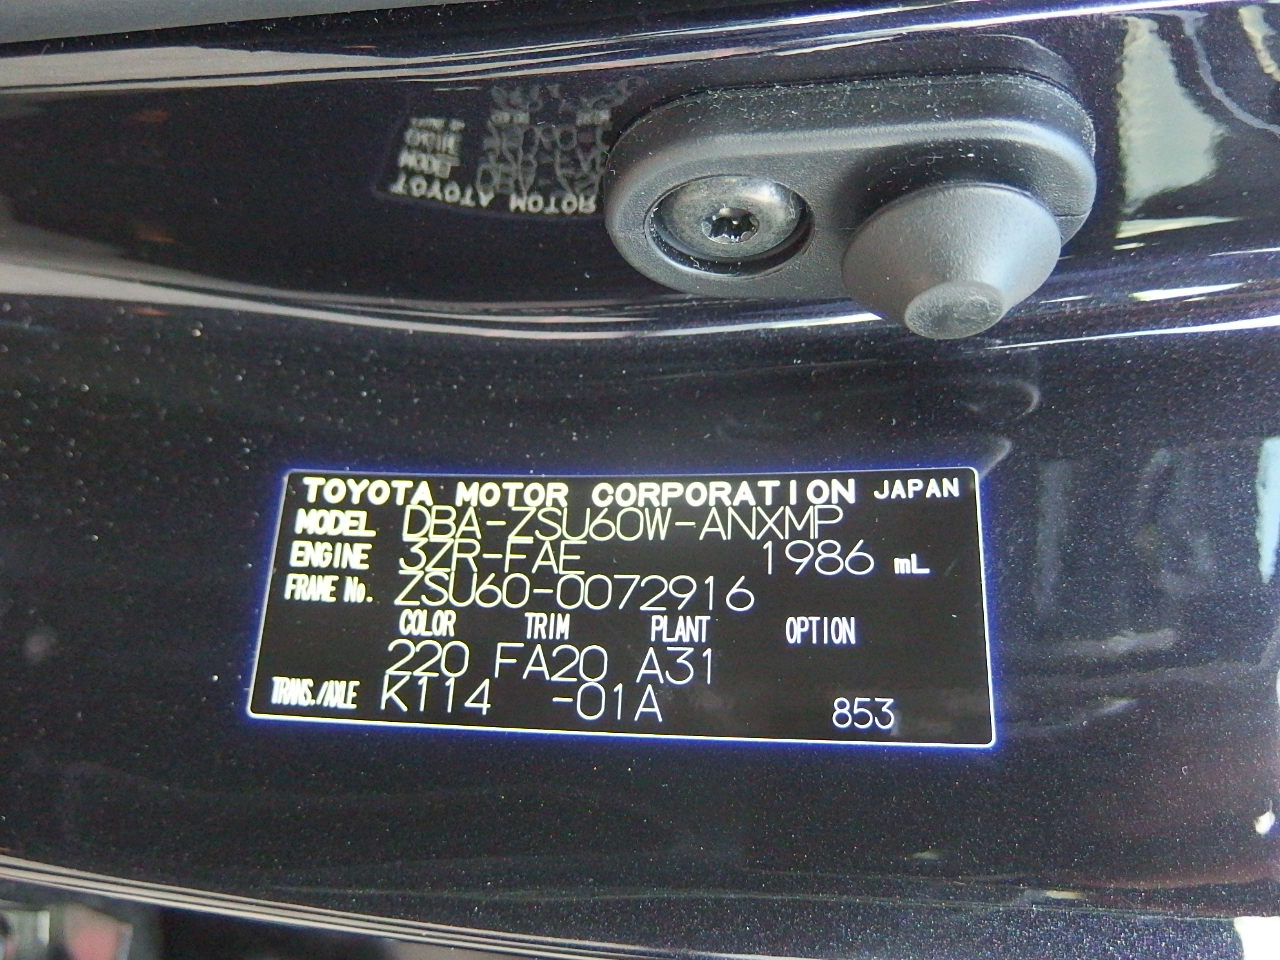 TOYOTA MOTOR CORPORATION JAPAN
MODEL DBA-ZSU60W-ANXMP
ENGINE 3ZR-FAE 1986 mL
FRAME No. ZSU60-0072916
COLOR TRIM PLANT OPTION
220 FA20 A31
TRANS./AXLE K114 -01A 853